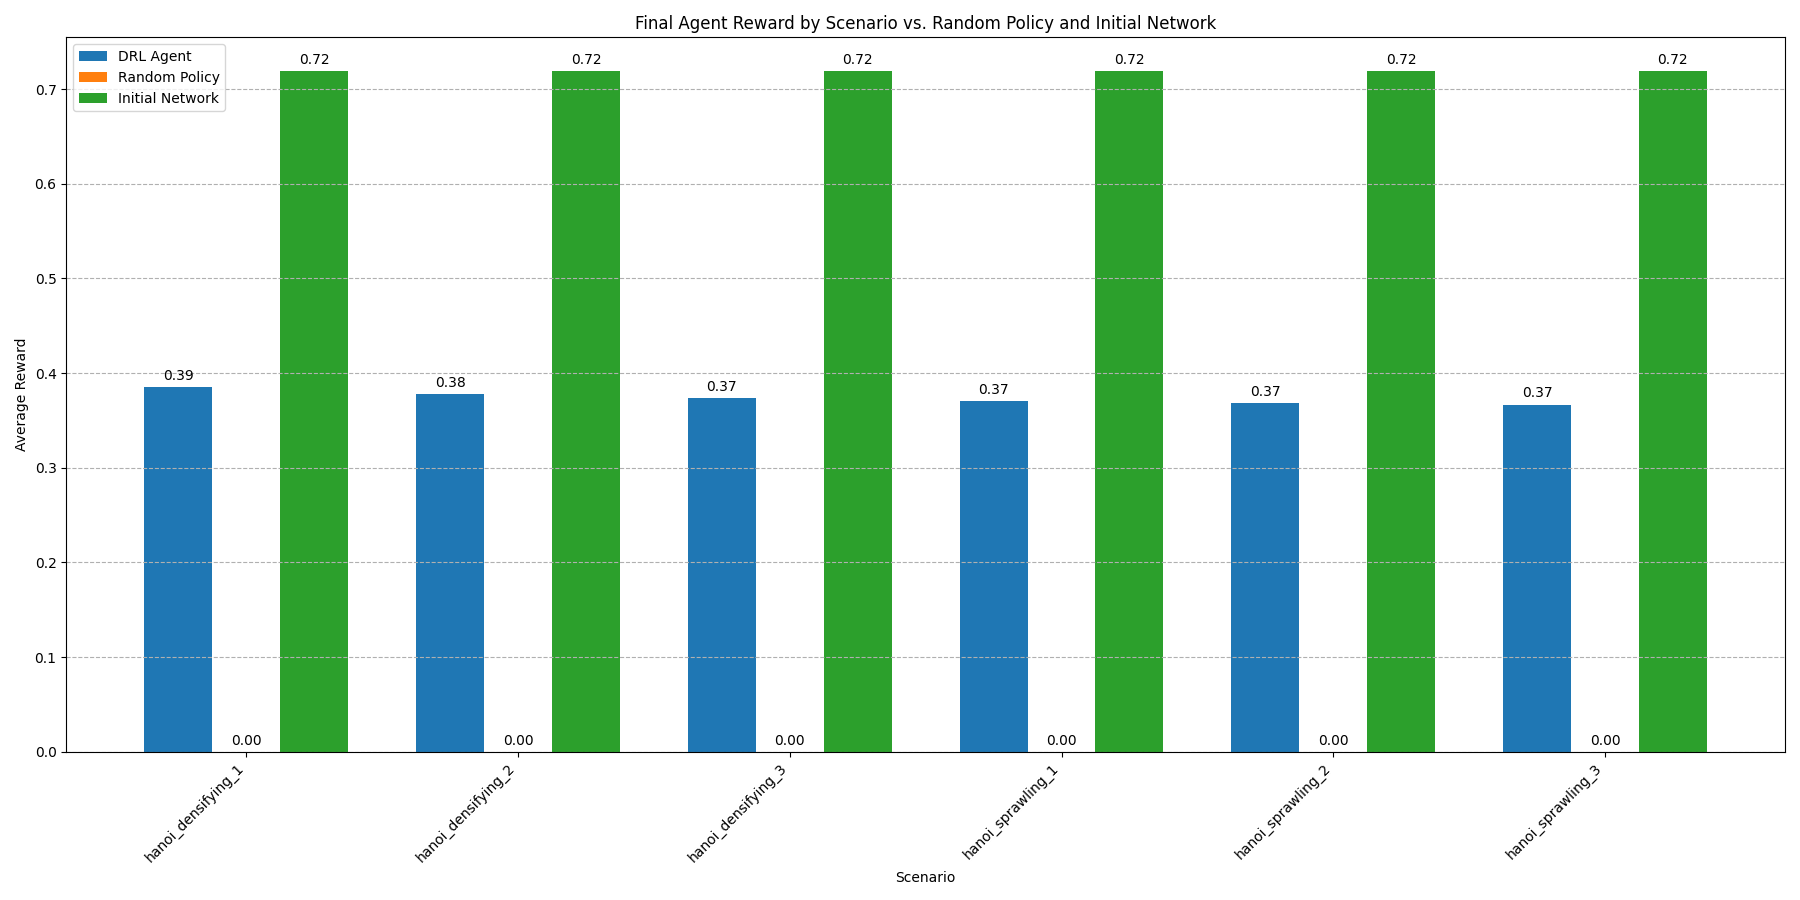 Final Agent Reward by Scenario vs. Random Policy and Initial Network
DRL Agent
Random Policy
Initial Network
0.72
0.72
0.72
0.72
0.72
0.72
0.7
0.6
0.5
0.4
0.3
0.2
0.1
0.0
Average Reward
0.39
0.38
0.37
0.37
0.37
0.37
0.00
0.00
0.00
0.00
0.00
0.00
hanoi_densifying_1
hanoi_densifying_2
hanoi_densifying_3
hanoi_sprawling_1
hanoi_sprawling_2
hanoi_sprawling_3
Scenario